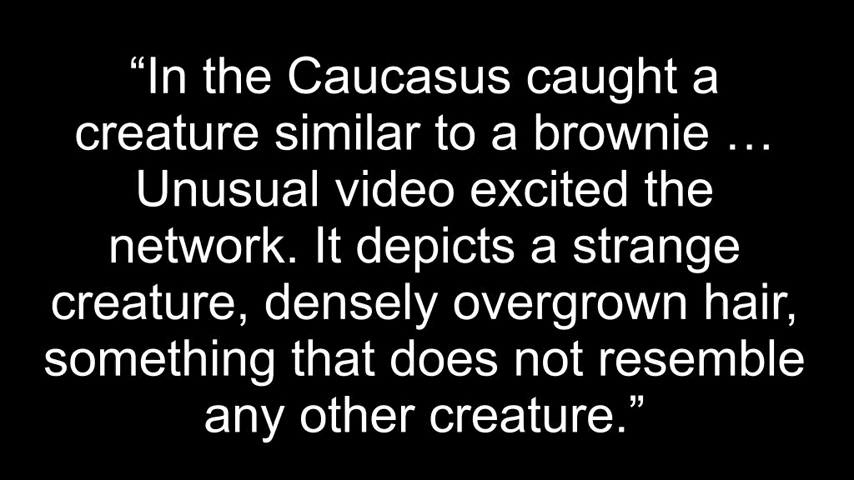 “In the Caucasus caught a
creature similar to a brownie …
Unusual video excited the
network. It depicts a strange
creature, densely overgrown hair,
something that does not resemble
any other creature.”